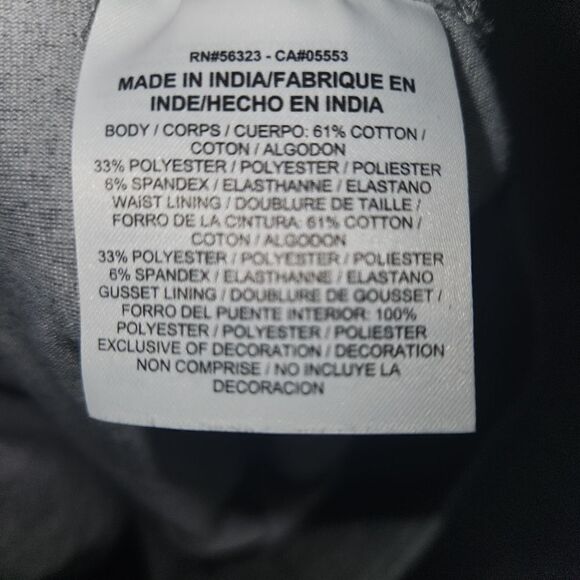 RN#56323 - CA#05553
MADE IN INDIA/FABRIQUE EN
INDE/HECHO EN INDIA
BODY / CORPS / CUERPO: 61% COTTON /
COTON / ALGODON
33% POLYESTER / POLYESTER / POLIESTER
6% SPANDEX / ELASTHANNE / ELASTANO
WAIST LINING / DOUBLURE DE TAILLE /
FORRO DE LA CINTURA: 61% COTTON /
COTON / ALGODON
33% POLYESTER / POLYESTER / POLIESTER
6% SPANDEX / ELASTHANNE / ELASTANO
GUSSET LINING / DOUBLURE DE GOUSSET /
FORRO DEL PUENTE INTERIOR: 100%
POLYESTER / POLYESTER / POLIESTER
EXCLUSIVE OF DECORATION / DECORATION
NON COMPRISE / NO INCLUYE LA
DECORACION